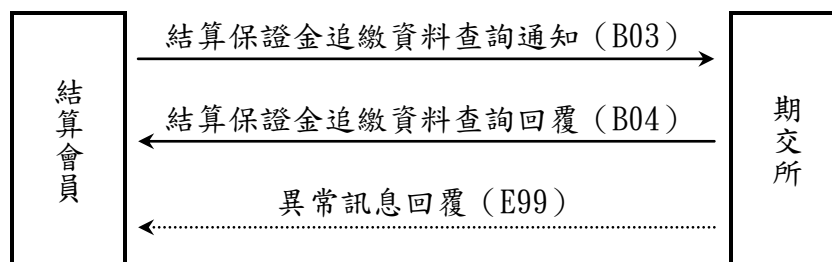 結算保證金追繳資料查詢通知（B03）
結算會員
結算保證金追繳資料查詢回覆（B04）
期交所
異常訊息回覆（E99）